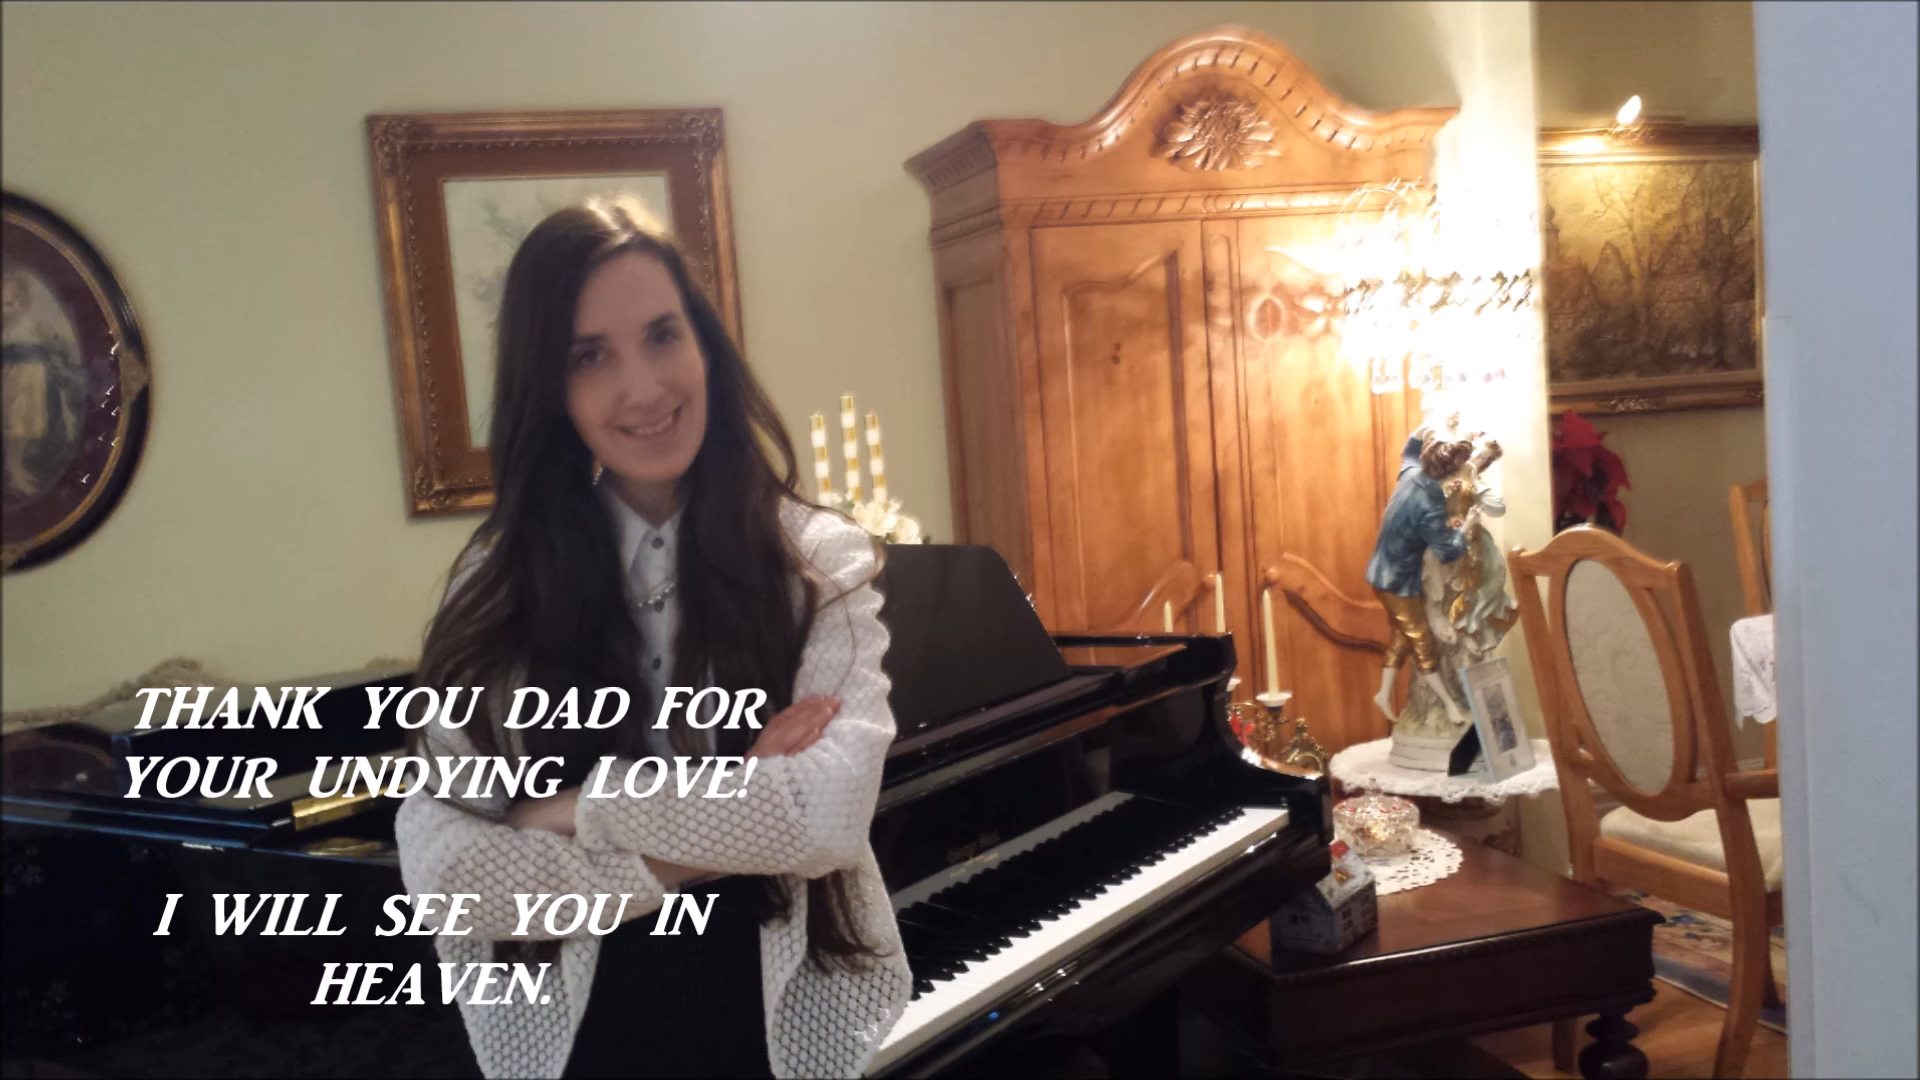 THANK YOU DAD FOR
YOUR UNDYING LOVE!
I WILL SEE YOU IN
HEAVEN.